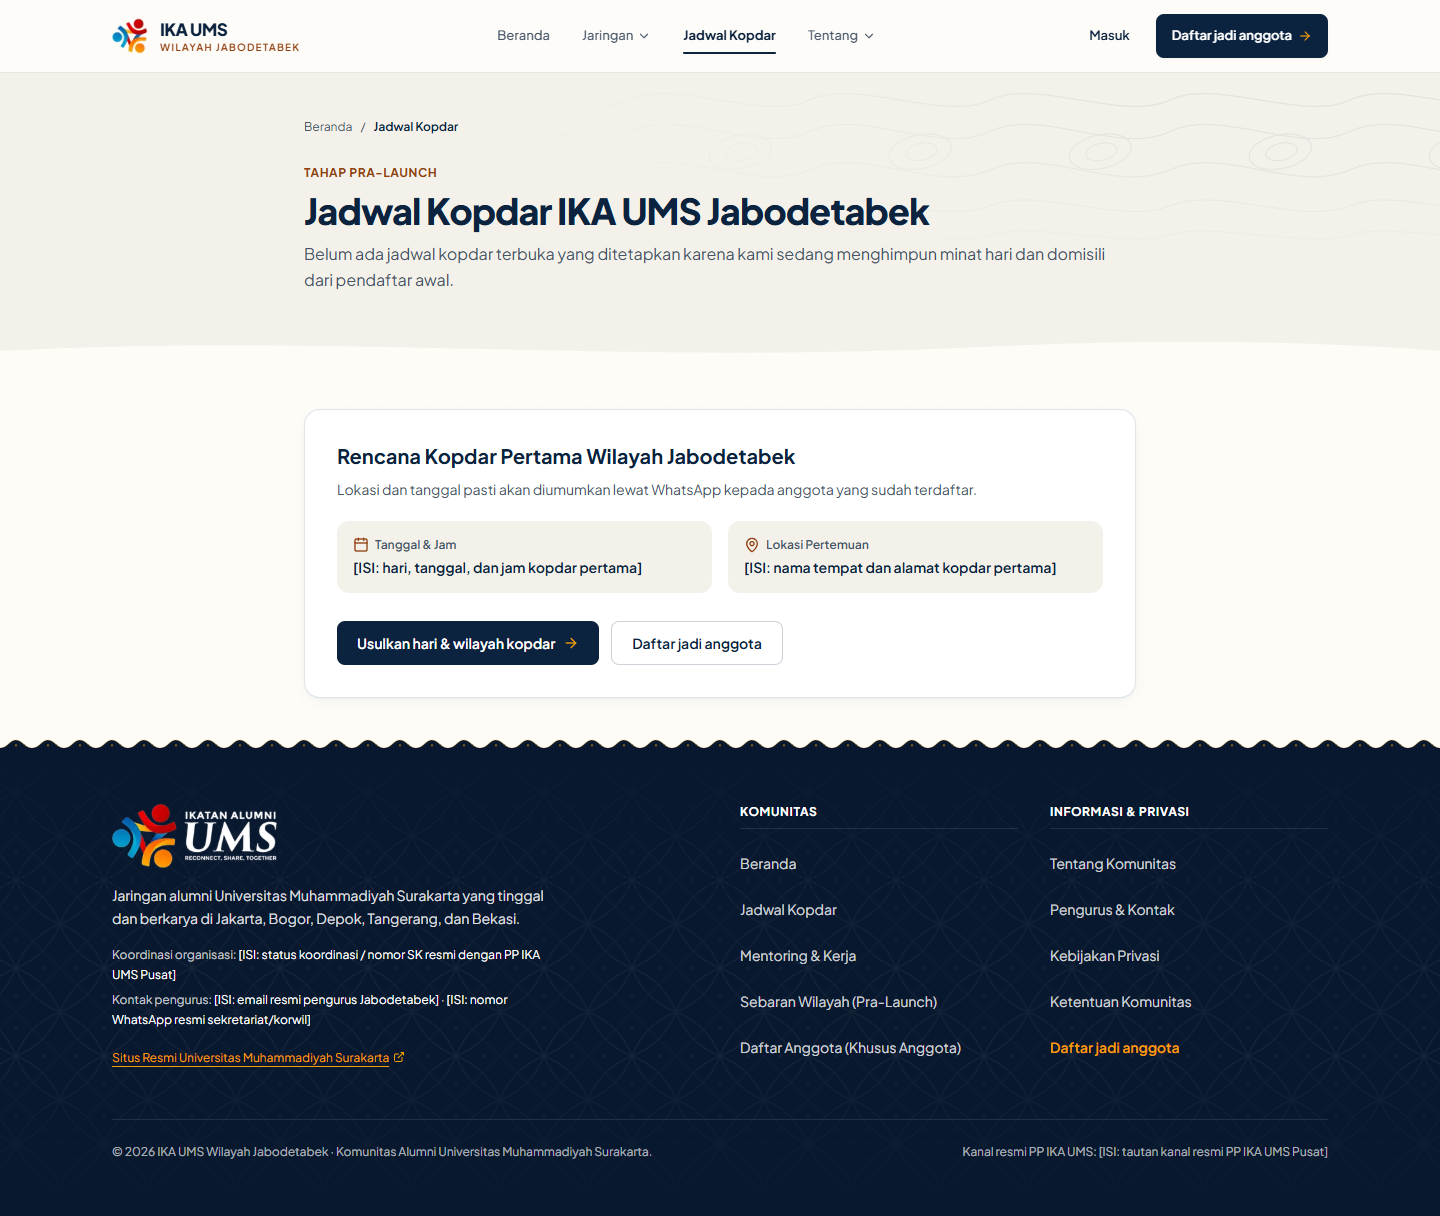 IKA UMS
WILAYAH JABODETABEK
Beranda
Jaringan
Jadwal Kopdar
Tentang
Masuk
Daftar jadi anggota
Beranda / Jadwal Kopdar
TAHAP PRA-LAUNCH
Jadwal Kopdar IKA UMS Jabodetabek
Belum ada jadwal kopdar terbuka yang ditetapkan karena kami sedang menghimpun minat hari dan domisili
dari pendaftar awal.
Rencana Kopdar Pertama Wilayah Jabodetabek
Lokasi dan tanggal pasti akan diumumkan lewat WhatsApp kepada anggota yang sudah terdaftar.
Tanggal & Jam
[ISI: hari, tanggal, dan jam kopdar pertama]
Lokasi Pertemuan
[ISI: nama tempat dan alamat kopdar pertama]
Usulkan hari & wilayah kopdar
Daftar jadi anggota
IKATAN ALUMNI
UMS
RECONNECT. SHARE. TOGETHER
Jaringan alumni Universitas Muhammadiyah Surakarta yang tinggal
dan berkarya di Jakarta, Bogor, Depok, Tangerang, dan Bekasi.
Koordinasi organisasi: [ISI: status koordinasi / nomor SK resmi dengan PP IKA
UMS Pusat]
Kontak pengurus: [ISI: email resmi pengurus Jabodetabek] · [ISI: nomor
WhatsApp resmi sekretariat/korwil]
Situs Resmi Universitas Muhammadiyah Surakarta
KOMUNITAS
Beranda
Jadwal Kopdar
Mentoring & Kerja
Sebaran Wilayah (Pra-Launch)
Daftar Anggota (Khusus Anggota)
INFORMASI & PRIVASI
Tentang Komunitas
Pengurus & Kontak
Kebijakan Privasi
Ketentuan Komunitas
Daftar jadi anggota
© 2026 IKA UMS Wilayah Jabodetabek · Komunitas Alumni Universitas Muhammadiyah Surakarta.
Kanal resmi PP IKA UMS: [ISI: tautan kanal resmi PP IKA UMS Pusat]